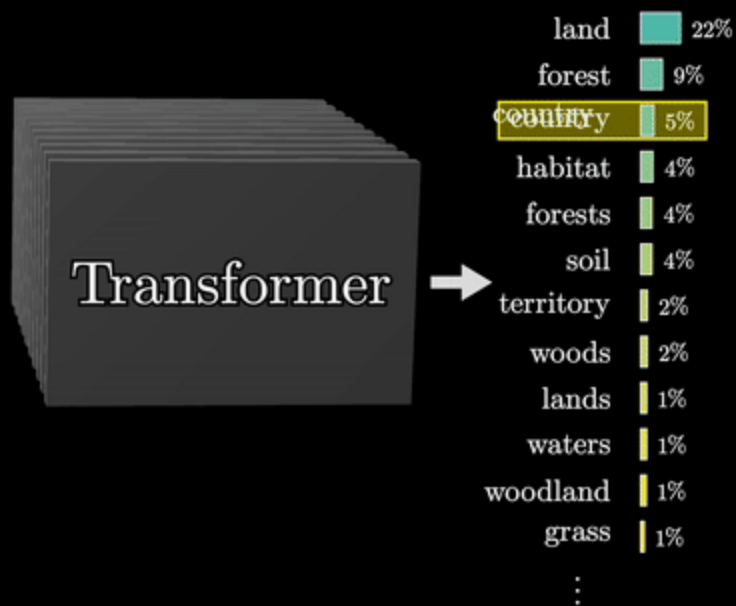 land 22%
forest 9%
country country 5%
habitat 4%
forests 4%
soil 4%
Transformer
territory 2%
woods 2%
lands 1%
waters 1%
woodland 1%
grass 1%
⋮